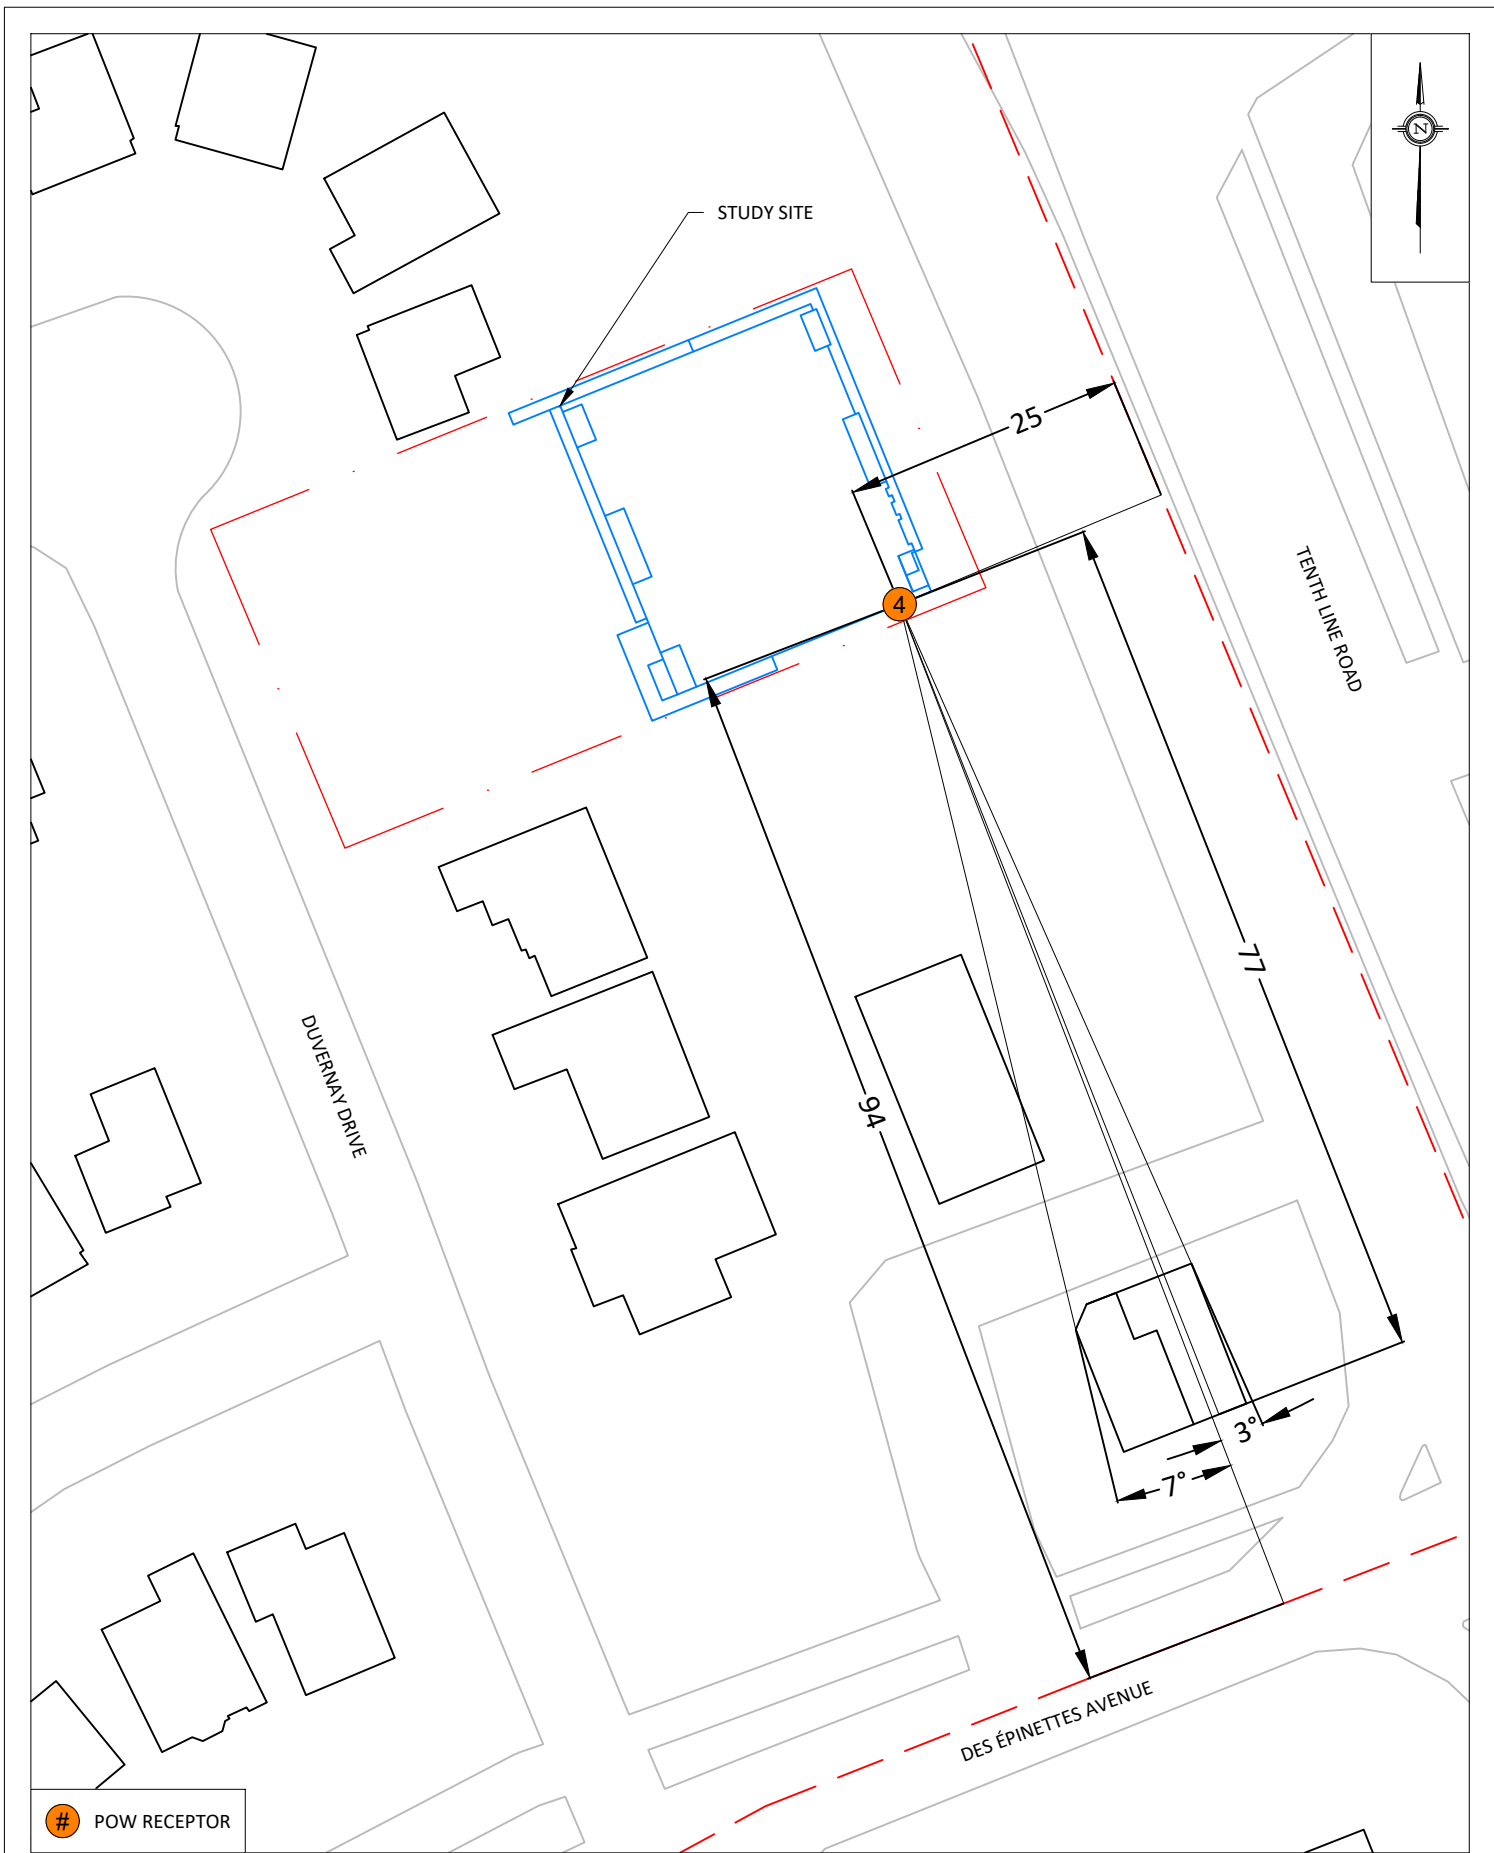 N
STUDY SITE
25
4
TENTH LINE ROAD
77
94
DUVERNAY DRIVE
3°
7°
DES ÉPINETTES AVENUE
# POW RECEPTOR